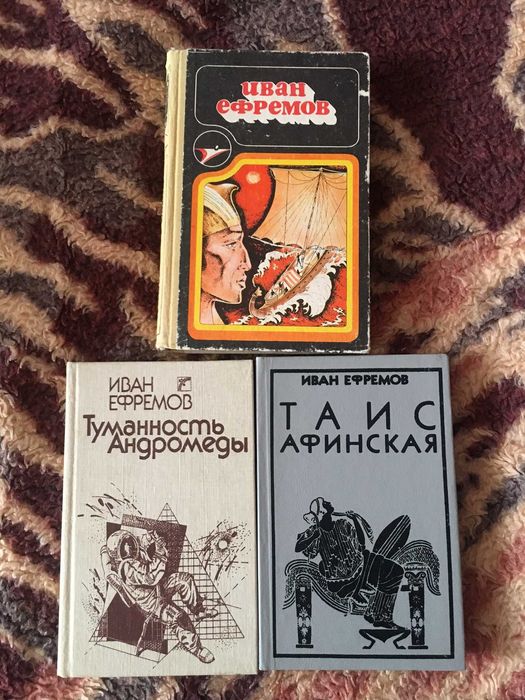 иван
ефремов
ИВАН
ЕФРЕМОВ
Туманность
Андромеды
ИВАН ЕФРЕМОВ
ТАИС
АФИНСКАЯ